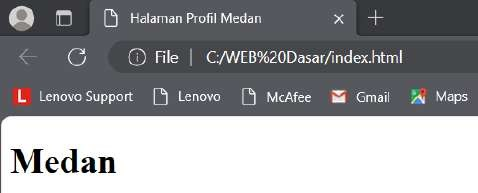 Halaman Profil Medan
File | C:/WEB%20Dasar/index.html
Lenovo Support Lenovo McAfee Gmail Maps
Medan